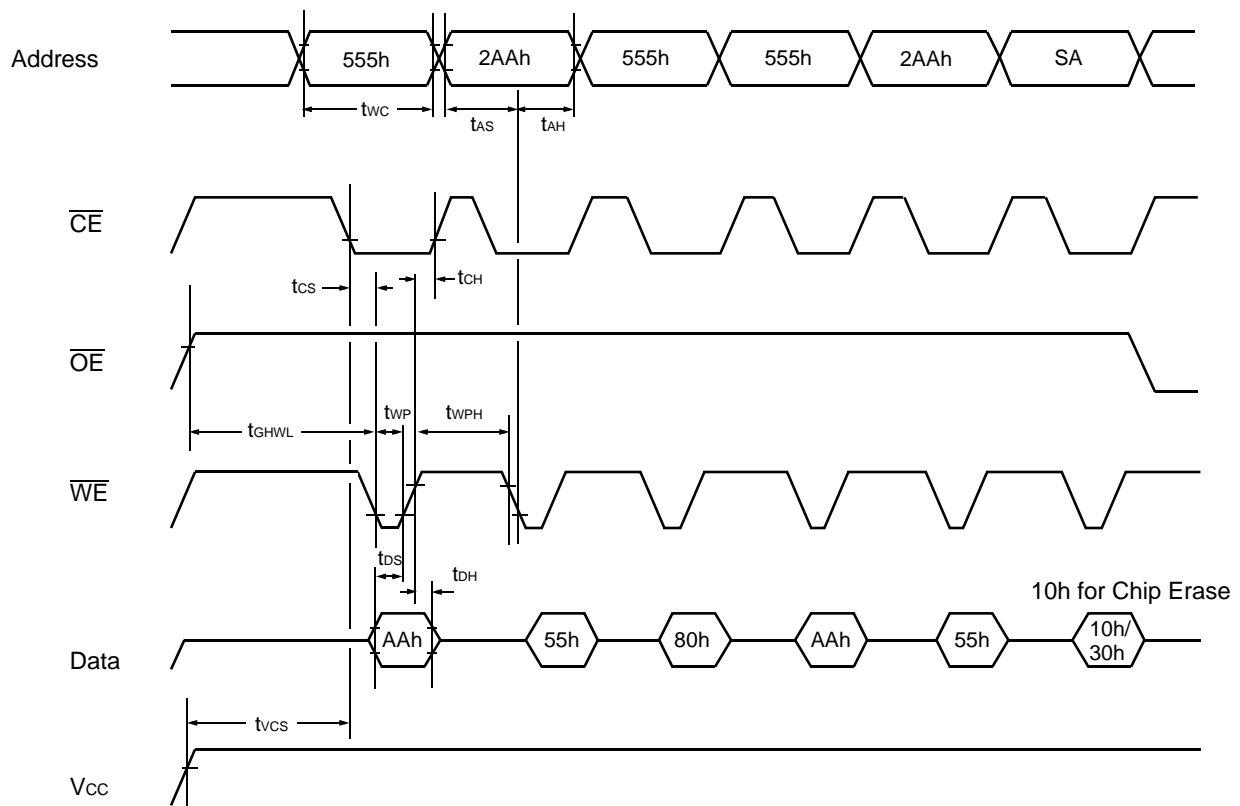 Address
555h
2AAh
555h
555h
2AAh
SA
tWC
tAS
tAH
CE
tCS
tCH
OE
tGHWL
tWP
tWPH
WE
tDS
tDH
10h for Chip Erase
Data
AAh
55h
80h
AAh
55h
10h/
30h
tVCS
VCC